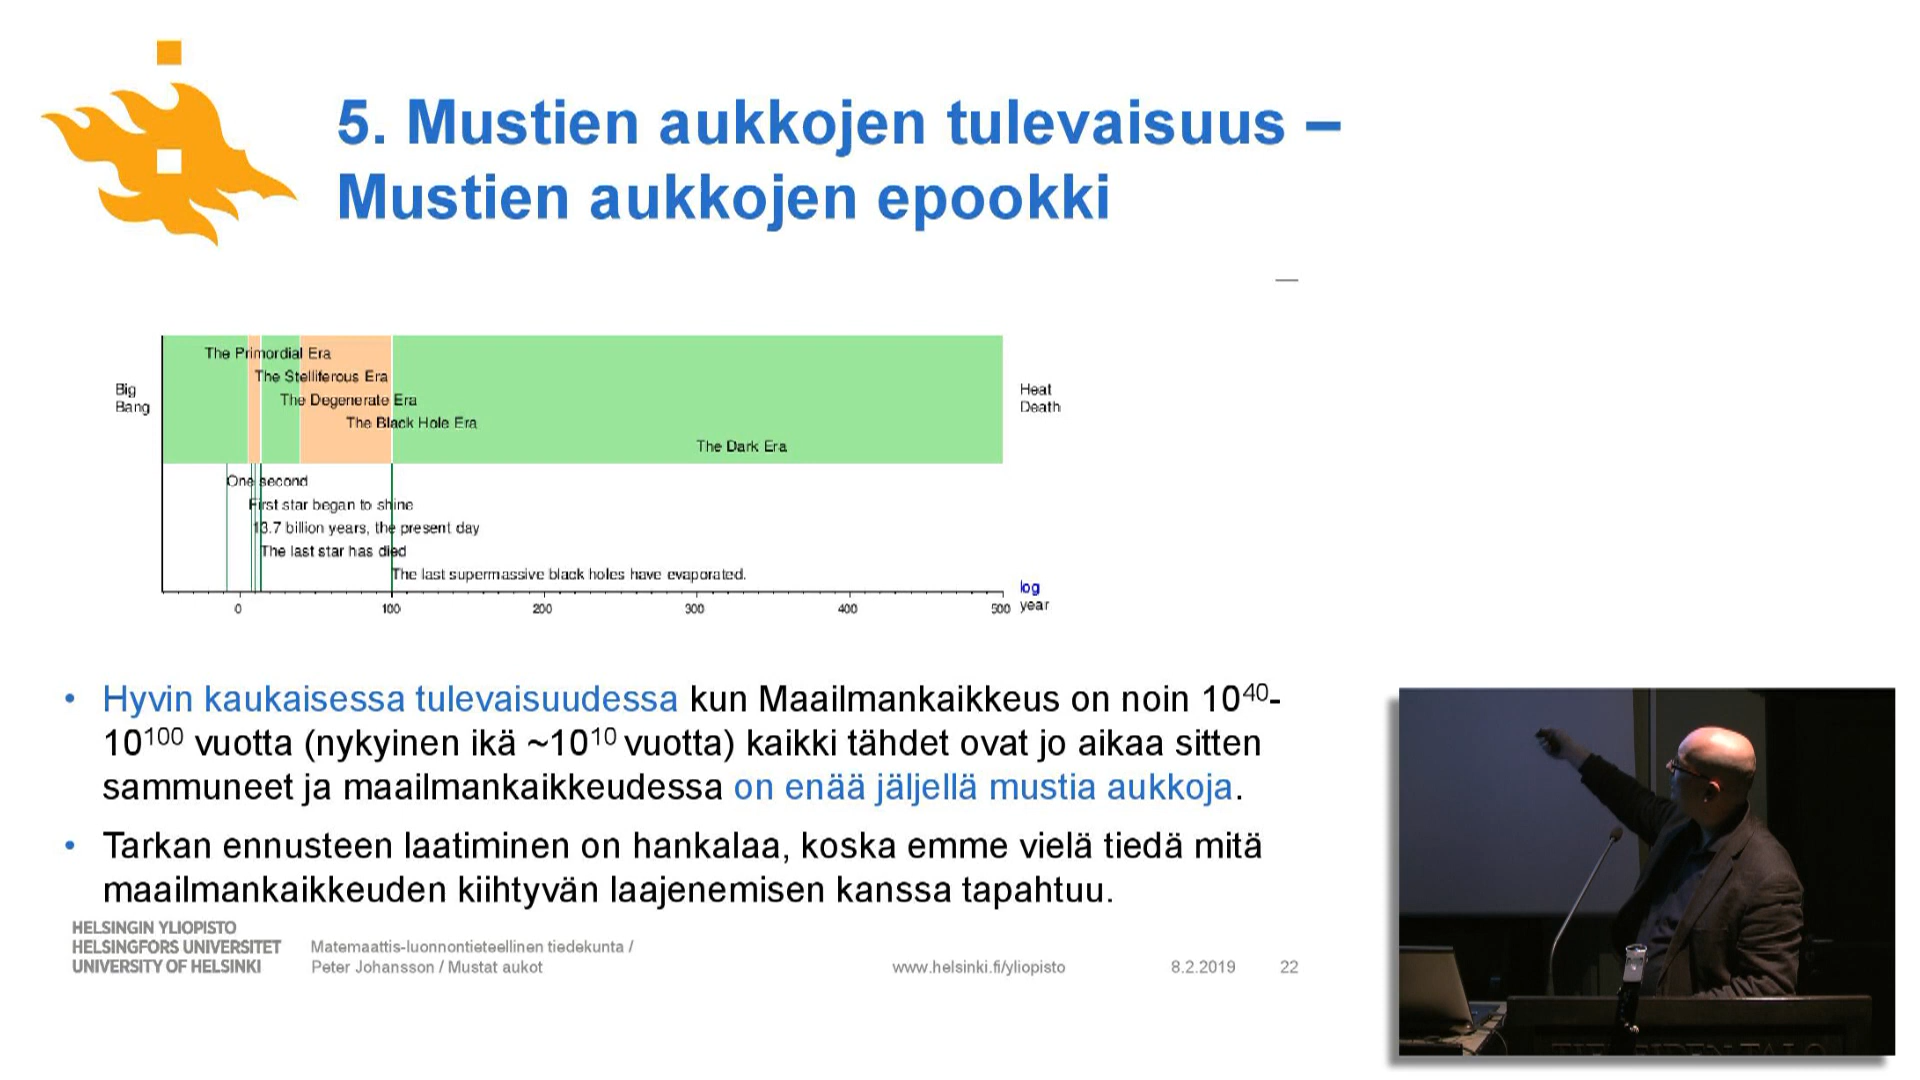 5. Mustien aukkojen tulevaisuus –
Mustien aukkojen epookki
The Primordial Era
The Stelliferous Era
Big
Bang
The Degenerate Era
The Black Hole Era
The Dark Era
Heat
Death
One second
First star began to shine
13.7 billion years, the present day
The last star has died
The last supermassive black holes have evaporated.
0 100 200 300 400 500
log
year
• Hyvin kaukaisessa tulevaisuudessa kun Maailmankaikkeus on noin 10⁴⁰-
10¹⁰⁰ vuotta (nykyinen ikä ~10¹⁰ vuotta) kaikki tähdet ovat jo aikaa sitten
sammuneet ja maailmankaikkeudessa on enää jäljellä mustia aukkoja.
• Tarkan ennusteen laatiminen on hankalaa, koska emme vielä tiedä mitä
maailmankaikkeuden kiihtyvän laajenemisen kanssa tapahtuu.
HELSINGIN YLIOPISTO
HELSINGFORS UNIVERSITET
UNIVERSITY OF HELSINKI
Matemaattis-luonnontieteellinen tiedekunta /
Peter Johansson / Mustat aukot
www.helsinki.fi/yliopisto
8.2.2019
22